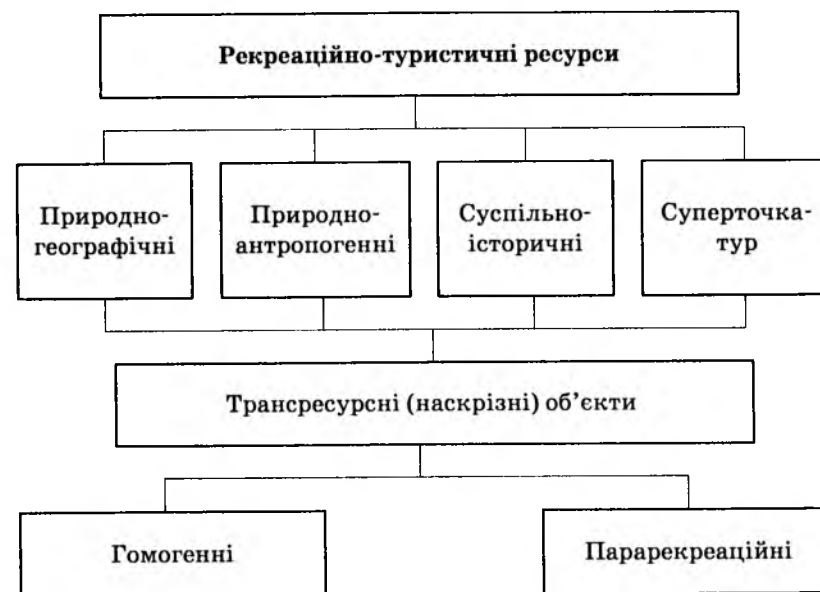 Рекреаційно-туристичні ресурси
Природно-
географічні
Природно-
антропогенні
Суспільно-
історичні
Суперточка-
тур
Трансресурсні (наскрізні) об’єкти
Гомогенні
Парарекреаційні